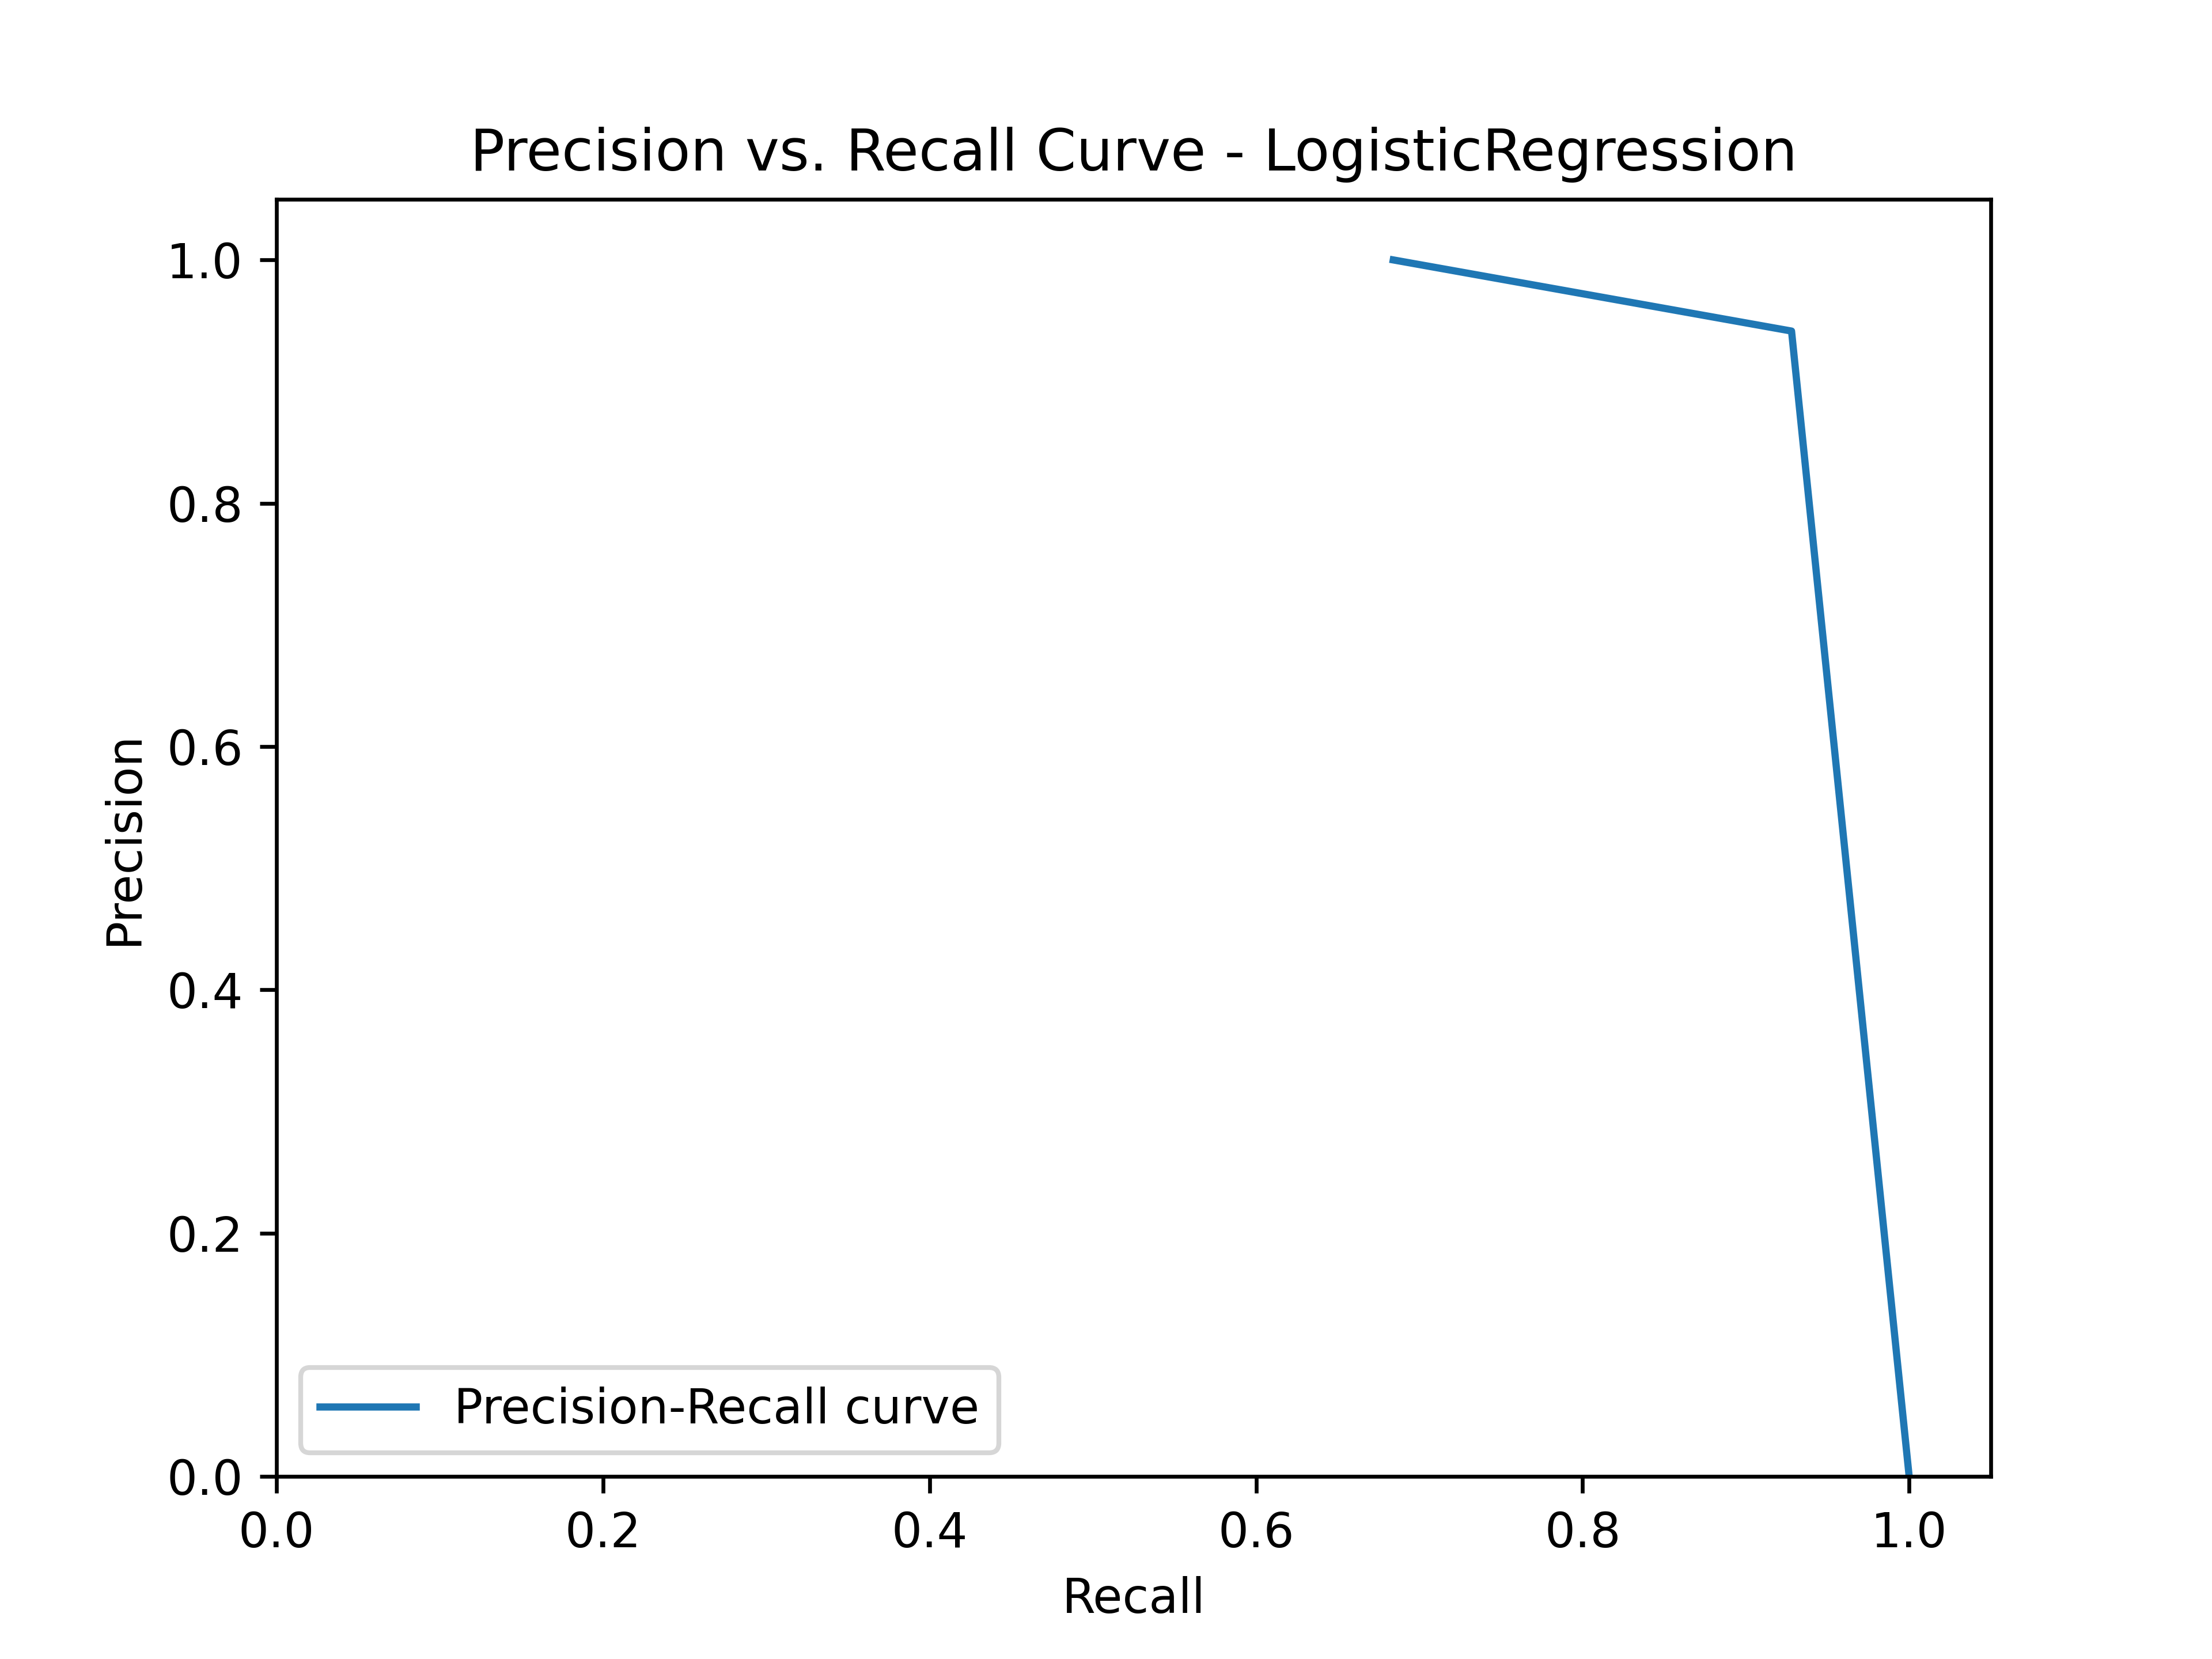 Precision vs. Recall Curve - LogisticRegression
1.0
0.8
0.6
0.4
0.2
0.0
Precision
Precision-Recall curve
0.0 0.2 0.4 0.6 0.8 1.0
Recall